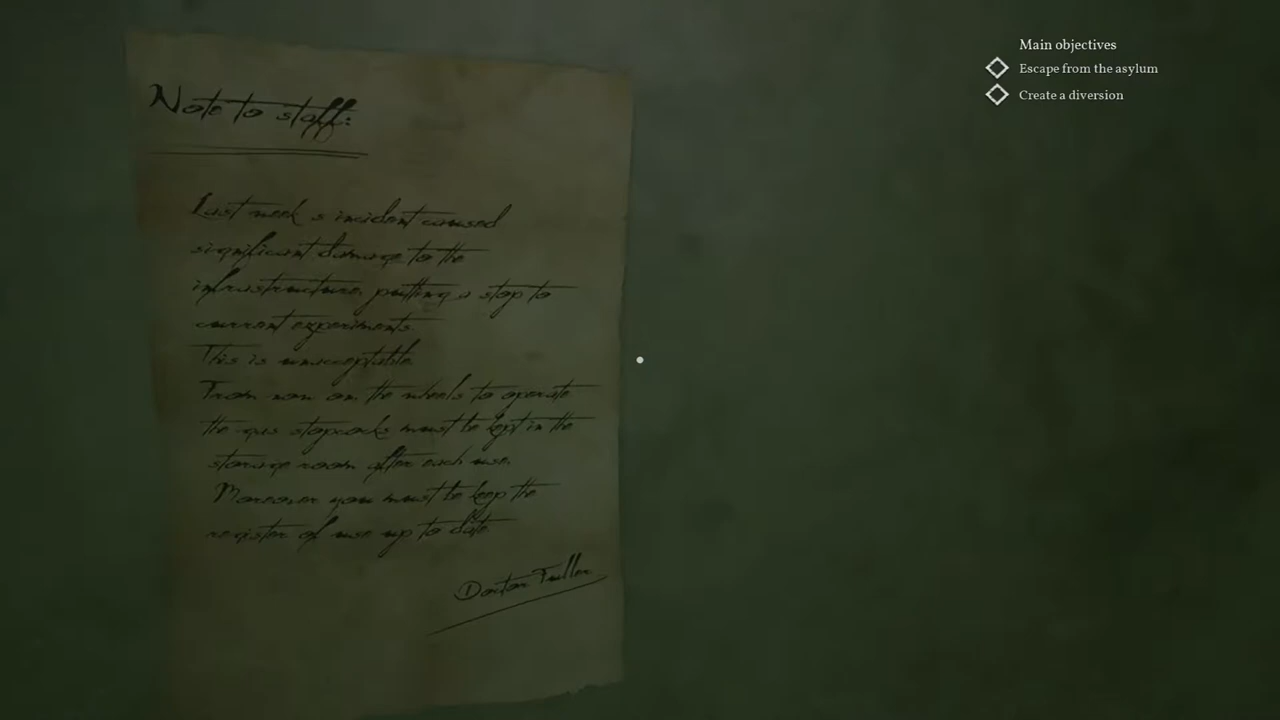 Note to staff:
Last week s incident caused
significant damage to the
infrastructure, putting a stop to
current experiments.
This is unacceptable.
From now on, the wheels to operate
the gas stopcocks must be kept in the
storage room after each use.
Moreover you must be keep the
register of use up to date.
Doctor Fuller
Main objectives
Escape from the asylum
Create a diversion